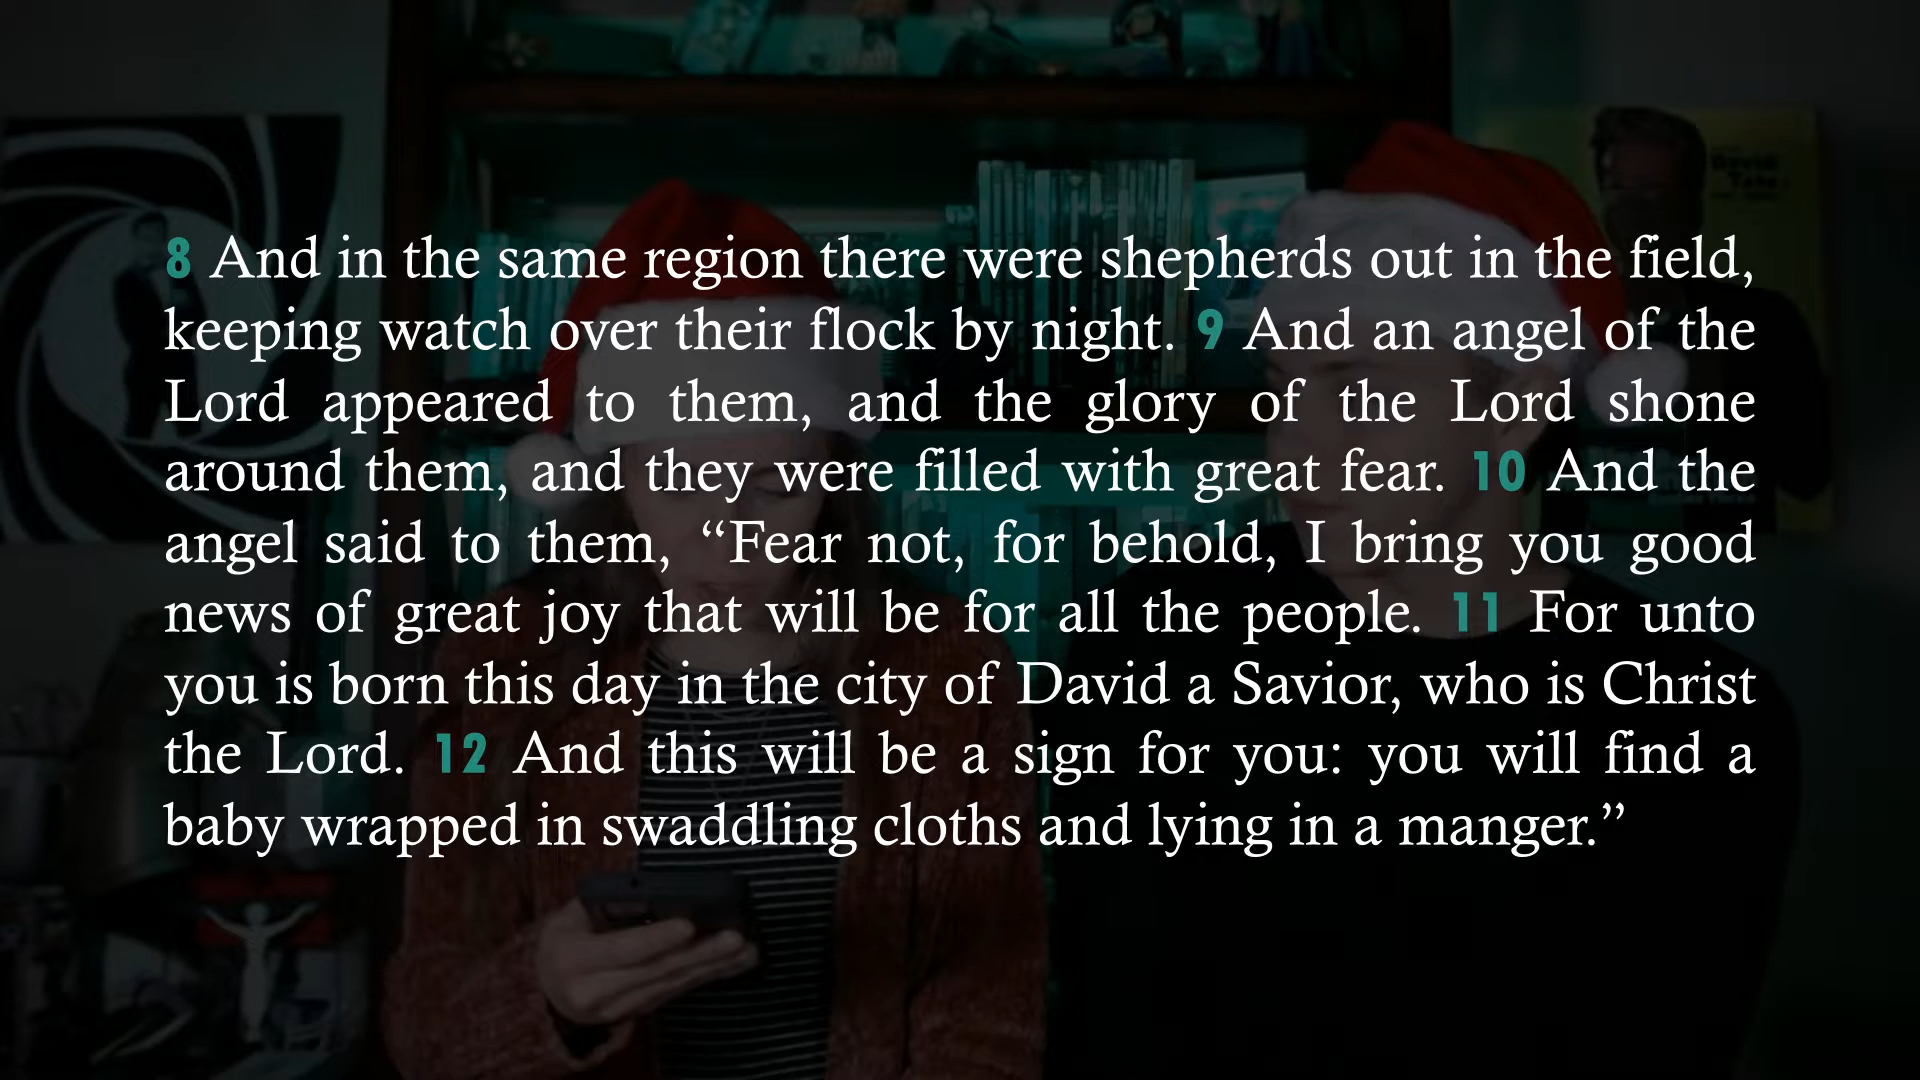 8 And in the same region there were shepherds out in the field,
keeping watch over their flock by night. 9 And an angel of the
Lord appeared to them, and the glory of the Lord shone
around them, and they were filled with great fear. 10 And the
angel said to them, “Fear not, for behold, I bring you good
news of great joy that will be for all the people. 11 For unto
you is born this day in the city of David a Savior, who is Christ
the Lord. 12 And this will be a sign for you: you will find a
baby wrapped in swaddling cloths and lying in a manger.”